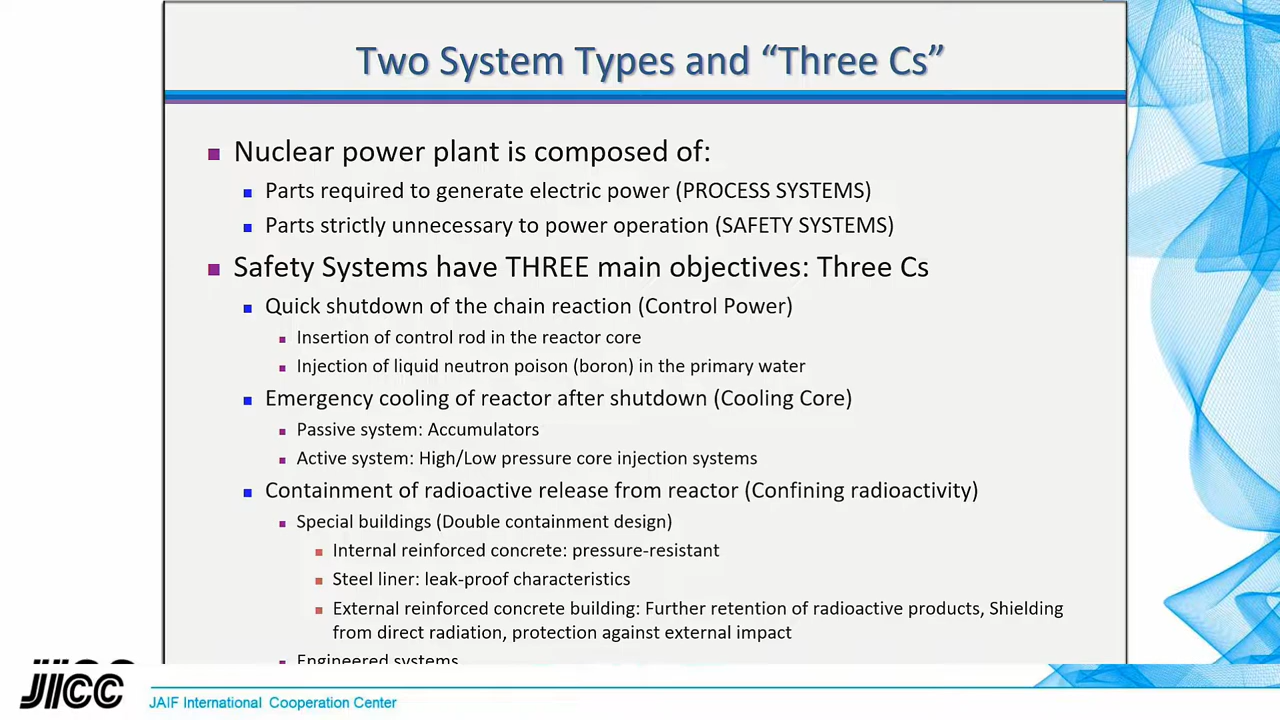 Two System Types and “Three Cs”
Nuclear power plant is composed of:
Parts required to generate electric power (PROCESS SYSTEMS)
Parts strictly unnecessary to power operation (SAFETY SYSTEMS)
Safety Systems have THREE main objectives: Three Cs
Quick shutdown of the chain reaction (Control Power)
Insertion of control rod in the reactor core
Injection of liquid neutron poison (boron) in the primary water
Emergency cooling of reactor after shutdown (Cooling Core)
Passive system: Accumulators
Active system: High/Low pressure core injection systems
Containment of radioactive release from reactor (Confining radioactivity)
Special buildings (Double containment design)
Internal reinforced concrete: pressure-resistant
Steel liner: leak-proof characteristics
External reinforced concrete building: Further retention of radioactive products, Shielding
from direct radiation, protection against external impact
Engineered systems
JICC
JAIF International Cooperation Center